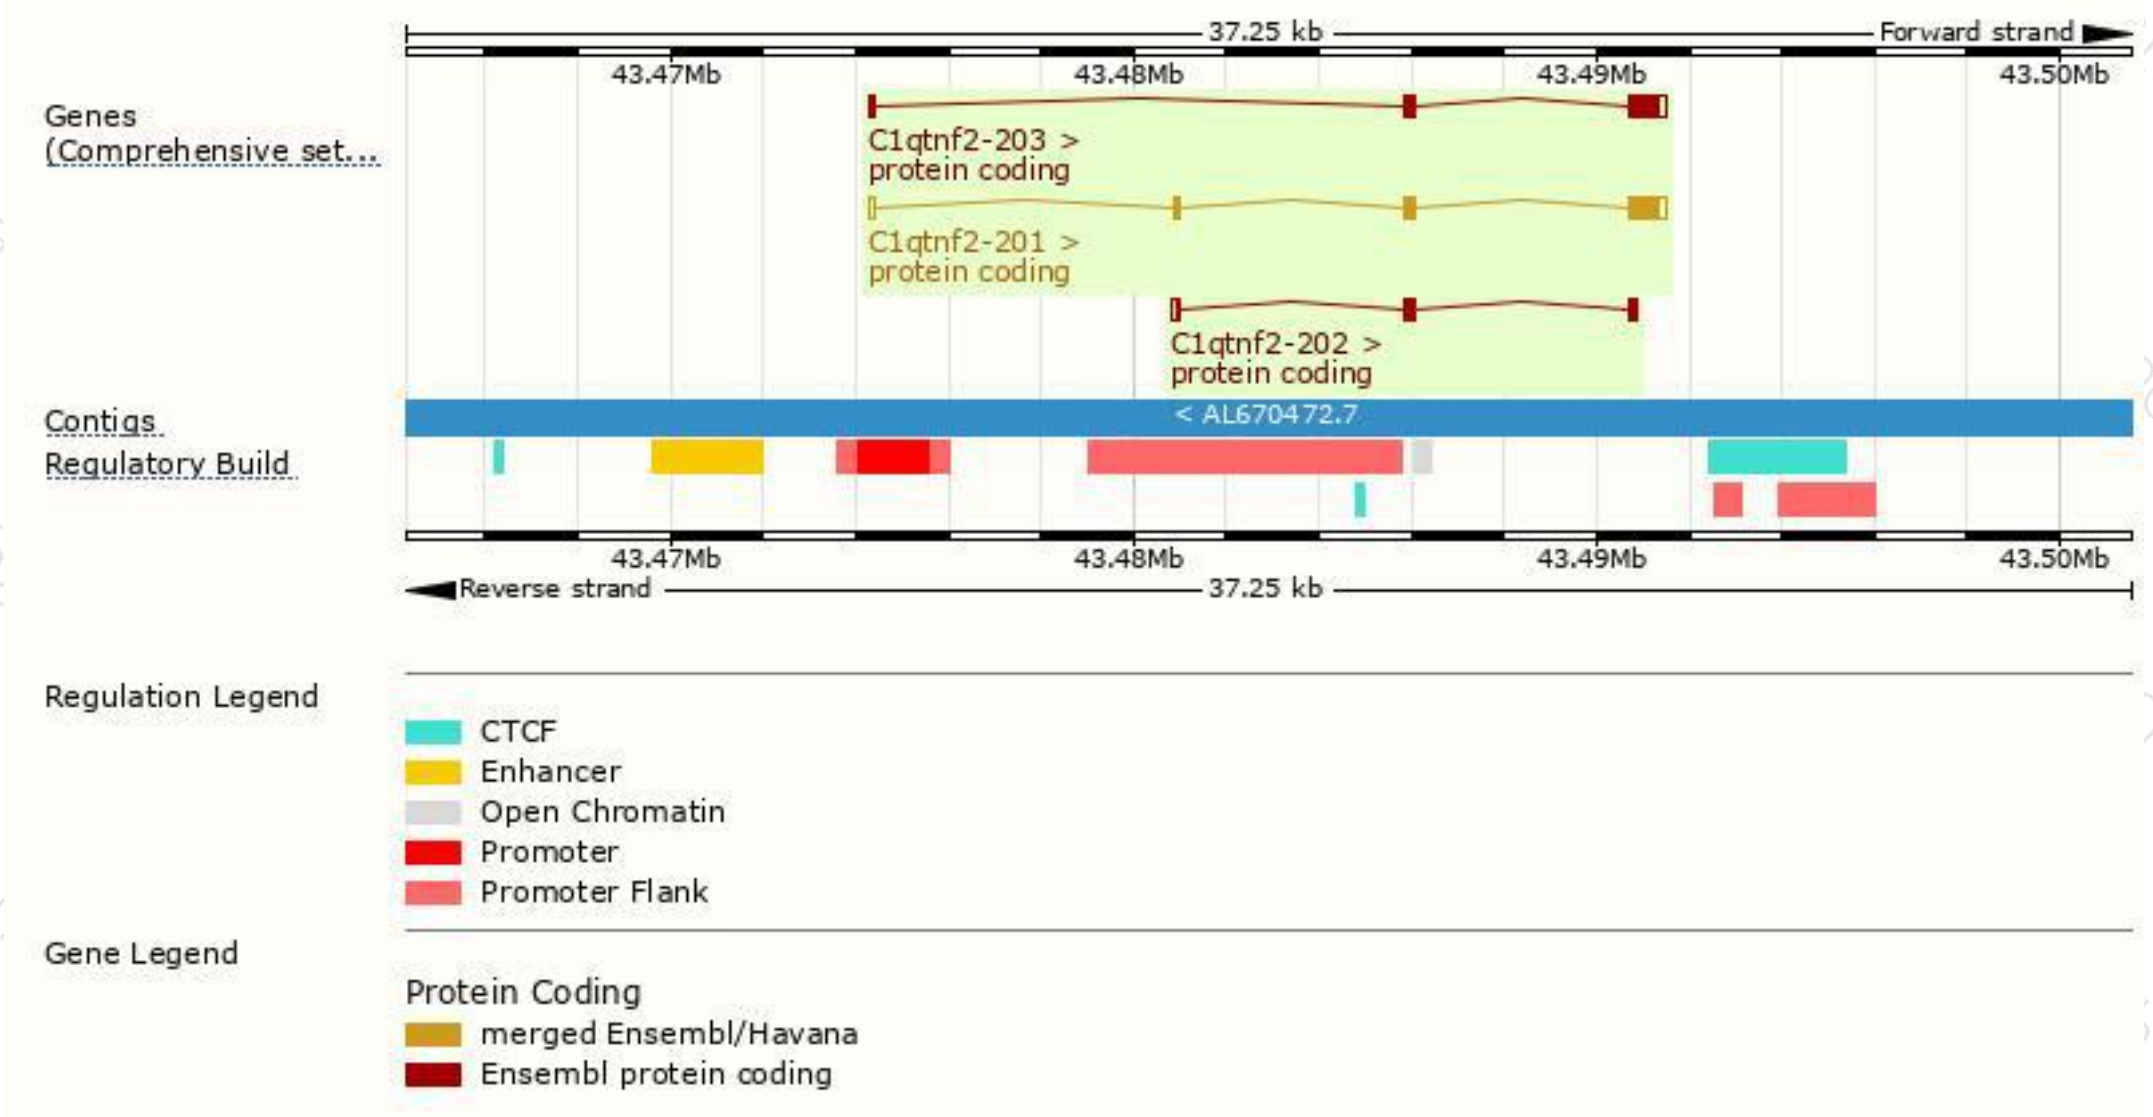 37.25 kb
Forward strand
43.47Mb 43.48Mb 43.49Mb 43.50Mb
Genes
(Comprehensive set...
C1qtnf2-203 >
protein coding
C1qtnf2-201 >
protein coding
C1qtnf2-202 >
protein coding
Contigs
< AL670472.7
Regulatory Build
43.47Mb 43.48Mb 43.49Mb 43.50Mb
Reverse strand
37.25 kb
Regulation Legend
CTCF
Enhancer
Open Chromatin
Promoter
Promoter Flank
Gene Legend
Protein Coding
merged Ensembl/Havana
Ensembl protein coding